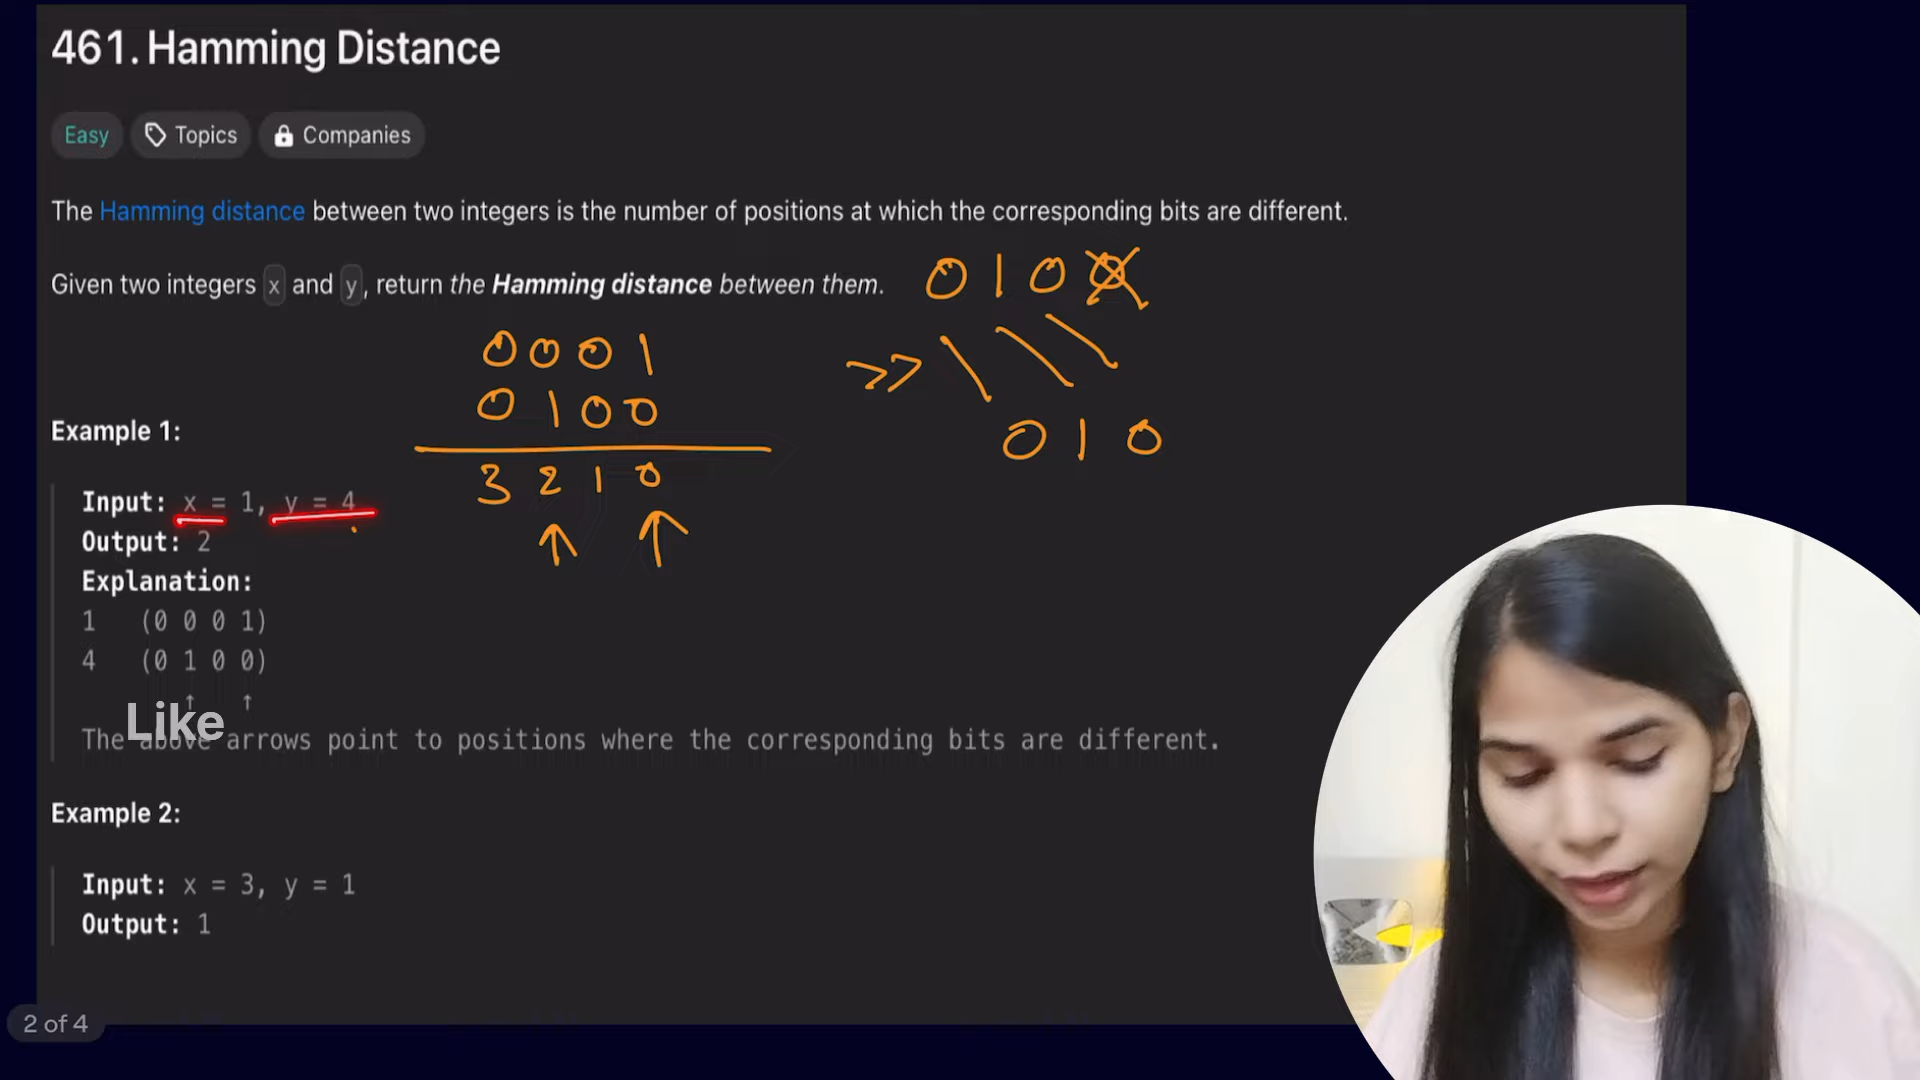 461. Hamming Distance
Easy Topics Companies
The Hamming distance between two integers is the number of positions at which the corresponding bits are different.
Given two integers x and y, return the Hamming distance between them.
0 1 0 0
0 0 0 1
>>
0 1 0 0
0 1 0
3 2 1 0
Example 1:
Input: x = 1, y = 4
Output: 2
Explanation:
1 (0 0 0 1)
4 (0 1 0 0)
↑ ↑
Like
The above arrows point to positions where the corresponding bits are different.
Example 2:
Input: x = 3, y = 1
Output: 1
2 of 4